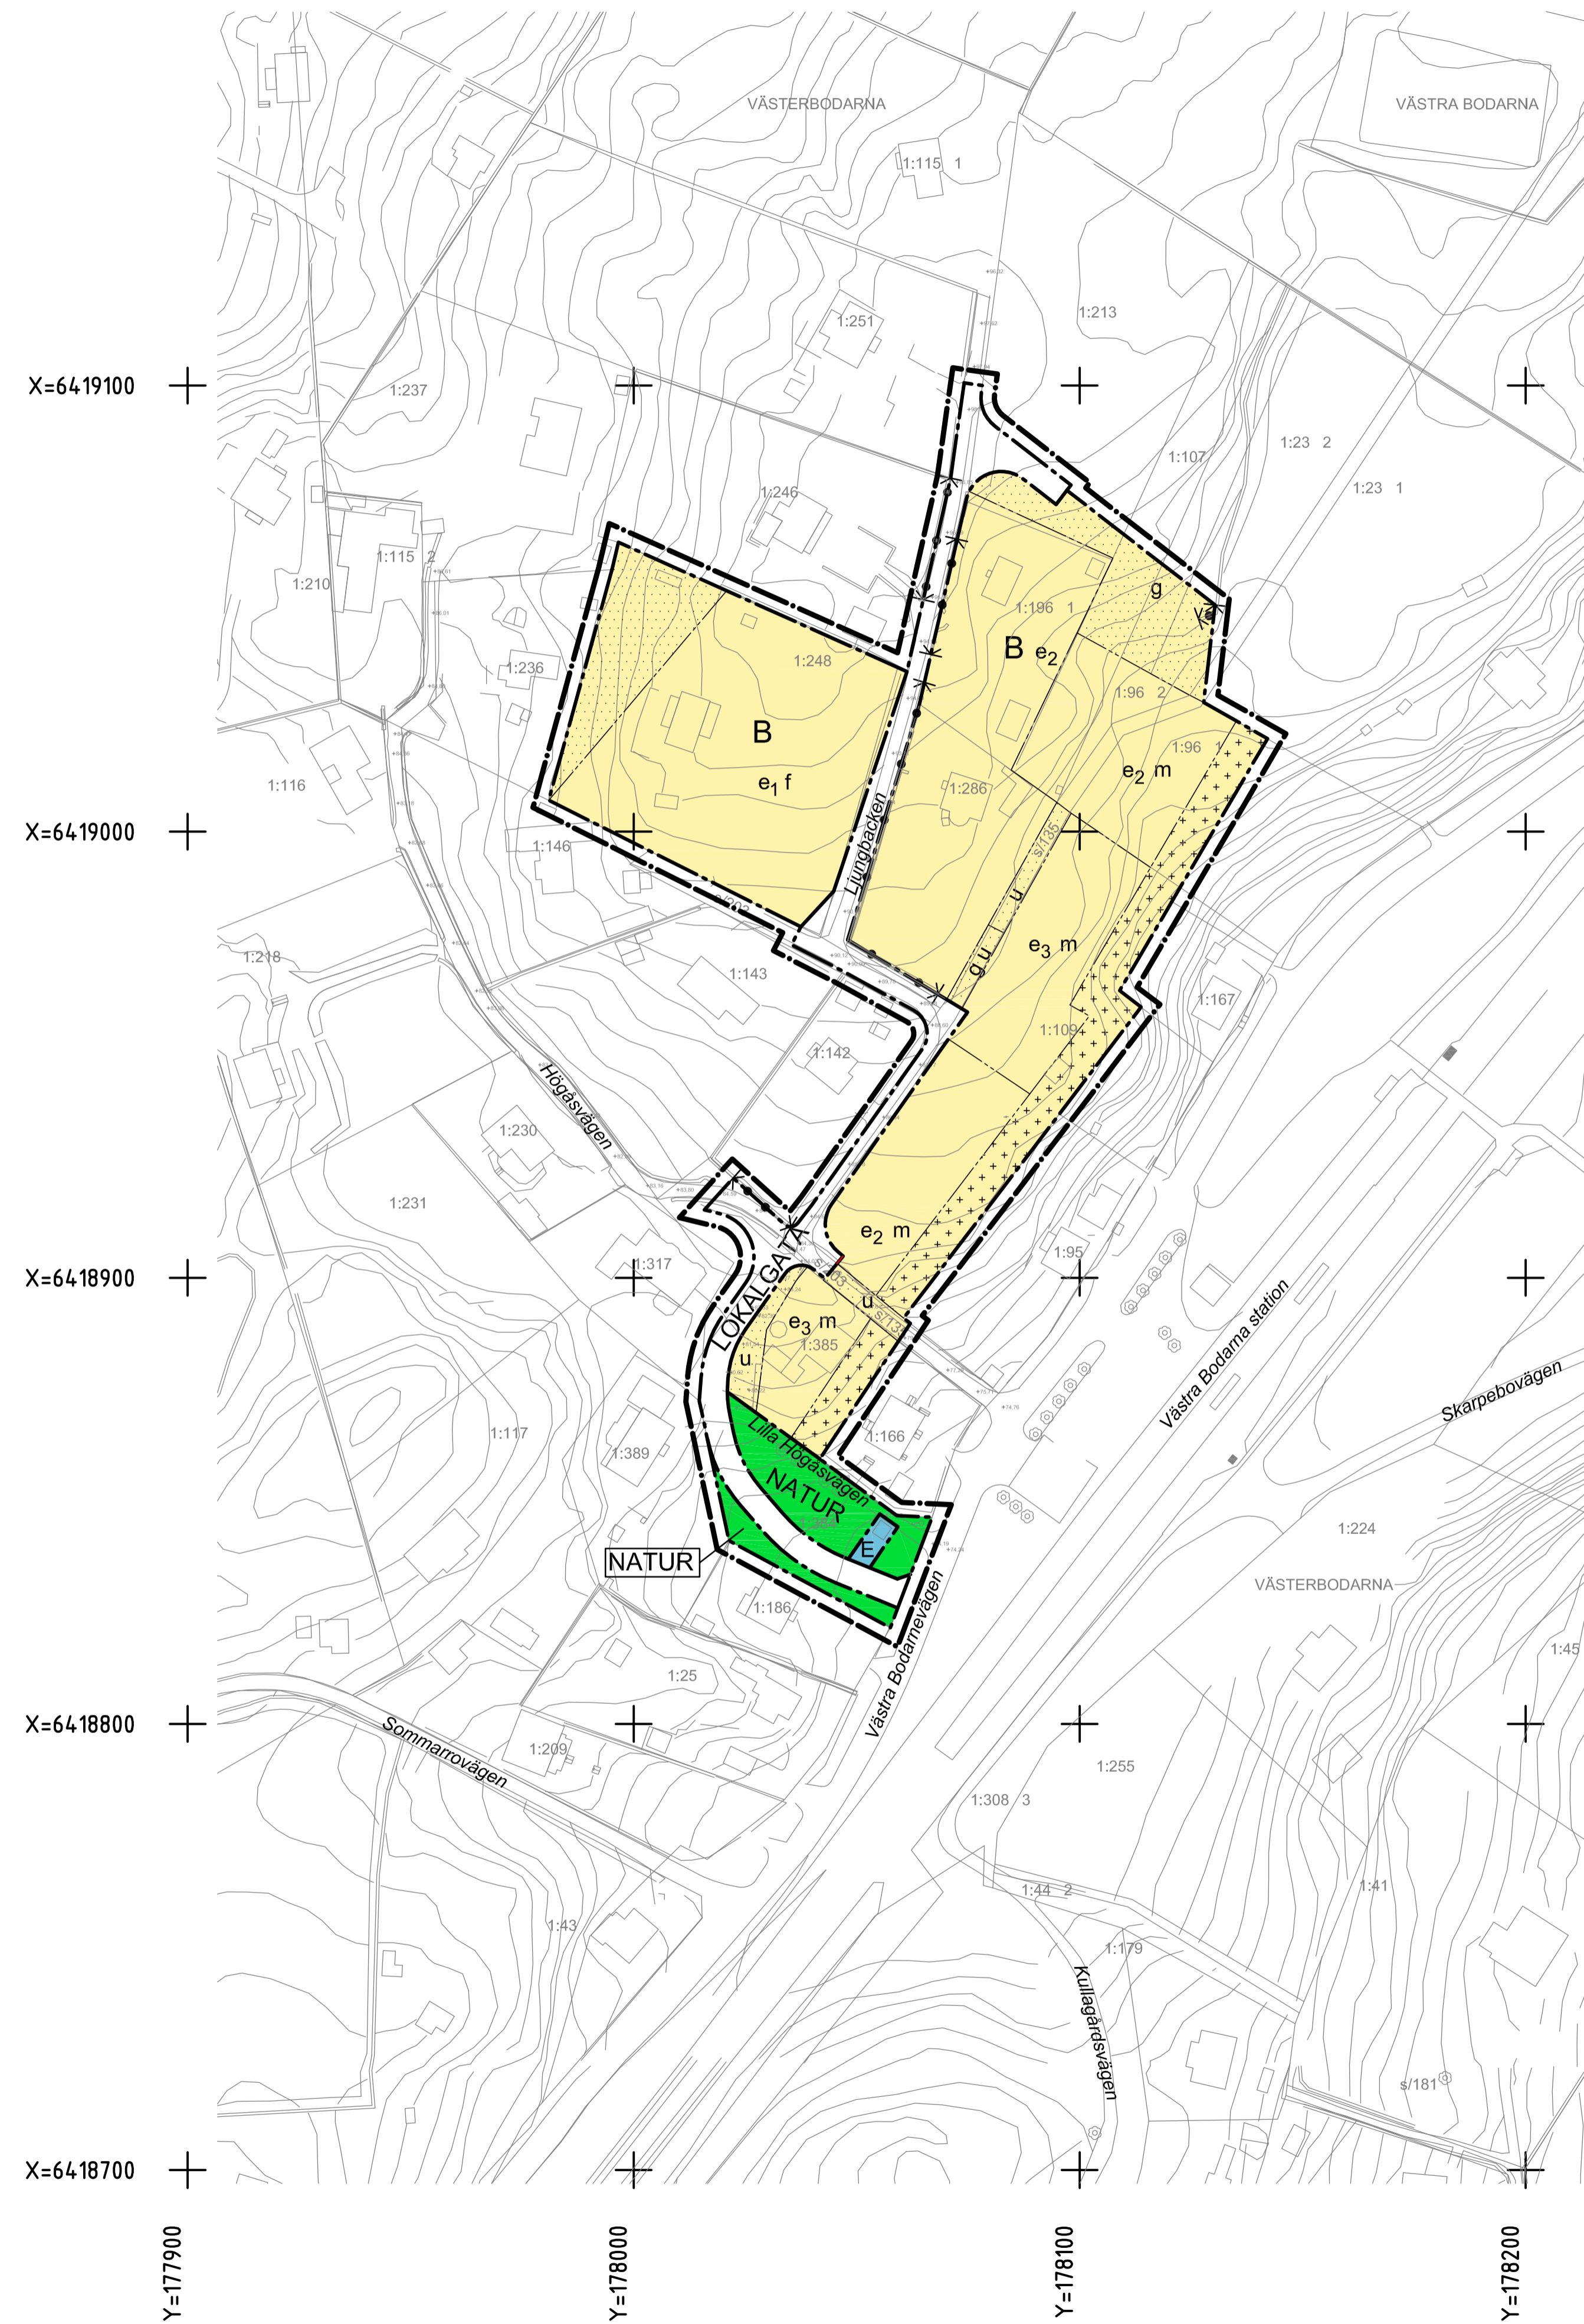 VÄSTERBODARNA
VÄSTRA BODARNA
1:115 1
1:213
1:251
X=6419100
1:237
1:23 2
1:107
1:23 1
1:246
1:115 2
1:210
g
1:196 1
B e2
1:248
1:236
1:96 2
B
1:96 1
e2 m
e1 f
1:116
1:286
Ljungbacken
X=6419000
s/135
1:146
u
e3 m
g u
1:218
1:143
1:167
1:109
1:142
Högåsvägen
1:230
1:231
e2 m
LOKALGATA
1:95
1:317
X=6418900
u
e3 m
1:385
u
Västra Bodarna station
Skarpebovägen
1:117
1:389
Lilla Högåsvägen
1:166
NATUR
E
1:224
NATUR
VÄSTERBODARNA
1:186
Västra Bodarnevägen
1:45
1:25
X=6418800
Sommarrovägen
1:209
1:255
1:308 3
1:44 2
1:41
1:43
1:179
Kullagårdsvägen
s/181
X=6418700
Y=177900
Y=178000
Y=178100
Y=178200